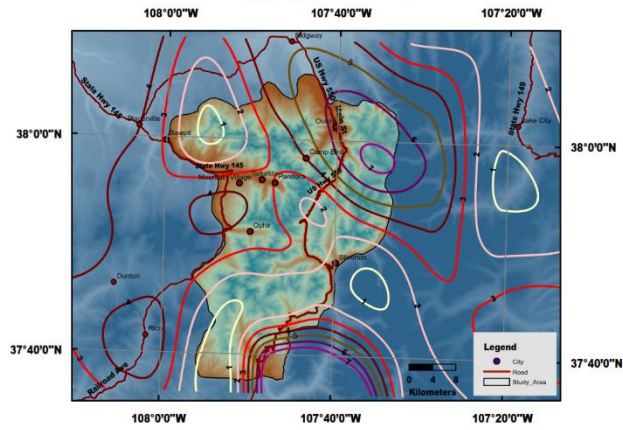 108°0'0"W
107°40'0"W
107°20'0"W
Ridgway
State Hwy 145
US Hwy 550
State Hwy 149
Placerville
Sawpit
Main St
Lake City
38°0'0"N
38°0'0"N
Camp Bird
State Hwy 145
Mountain Village
Telluride
Pandora
US Hwy 550
Ophir
Silverton
Dunton
Rico
Railroad Ave
37°40'0"N
37°40'0"N
Legend
City
Road
Study_Area
0 4 8
Kilometers
108°0'0"W
107°40'0"W
107°20'0"W